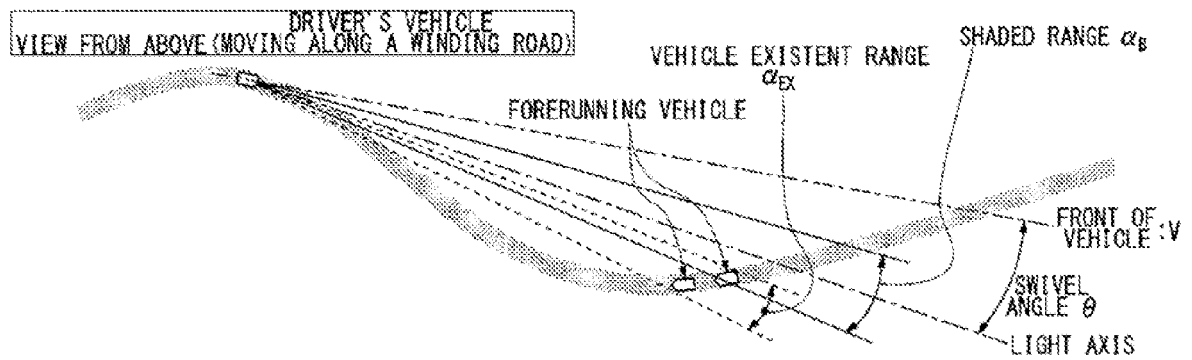 DRIVER'S VEHICLE
VIEW FROM ABOVE(MOVING ALONG A WINDING ROAD)
SHADED RANGE αB
VEHICLE EXISTENT RANGE
αEX
FORERUNNING VEHICLE
FRONT OF
VEHICLE :V
SWIVEL
ANGLE θ
LIGHT AXIS